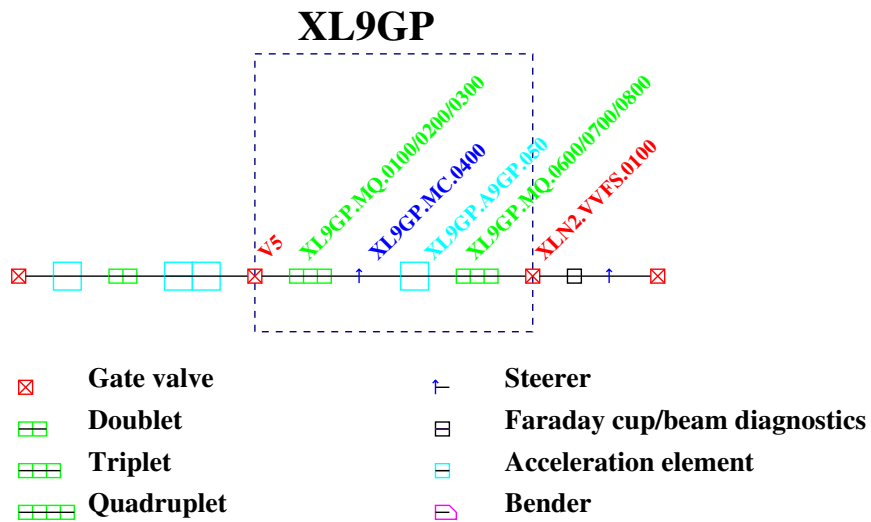 XL9GP
V5
XL9GP.MQ.0100/0200/0300
XL9GP.MC.0400
XL9GP.A9GP.050
XL9GP.MQ.0600/0700/0800
XLN2.VVFS.0100
Gate valve
Doublet
Triplet
Quadruplet
Steerer
Faraday cup/beam diagnostics
Acceleration element
Bender